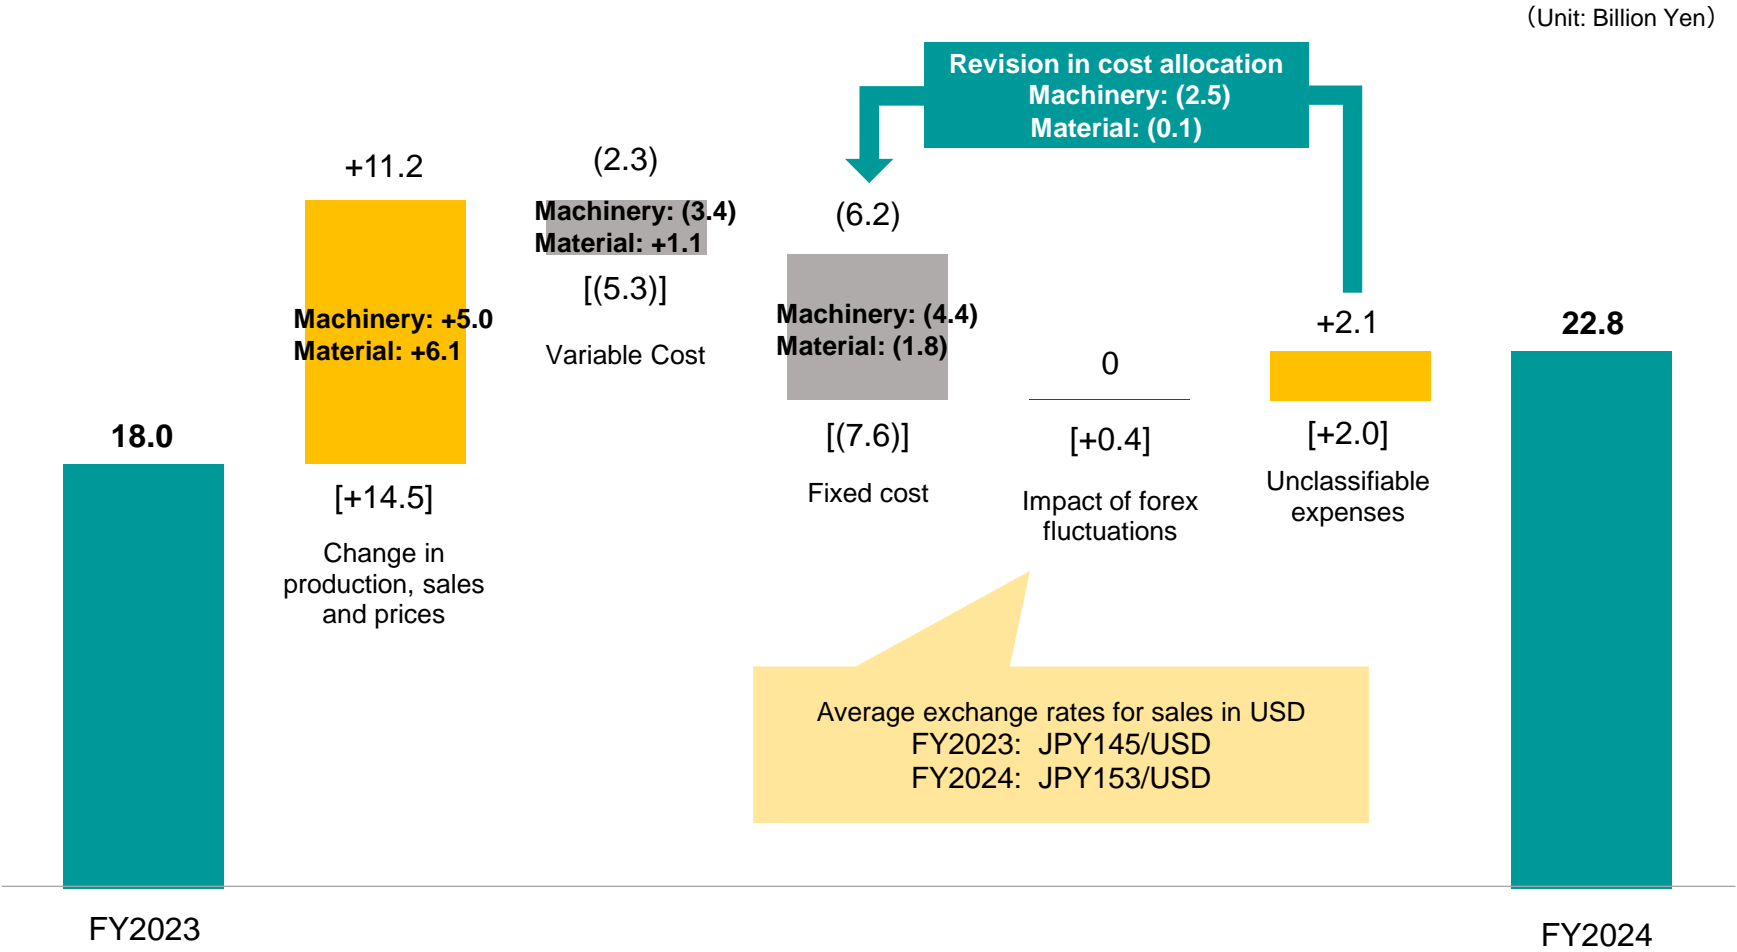 （Unit: Billion Yen）
Revision in cost allocation
Machinery: (2.5)
Material: (0.1)
18.0
+11.2
Machinery: +5.0
Material: +6.1
[+14.5]
Change in
production, sales
and prices
(2.3)
Machinery: (3.4)
Material: +1.1
[(5.3)]
Variable Cost
(6.2)
Machinery: (4.4)
Material: (1.8)
[(7.6)]
Fixed cost
0
[+0.4]
Impact of forex
fluctuations
+2.1
[+2.0]
Unclassifiable
expenses
22.8
Average exchange rates for sales in USD
FY2023: JPY145/USD
FY2024: JPY153/USD
FY2023
FY2024